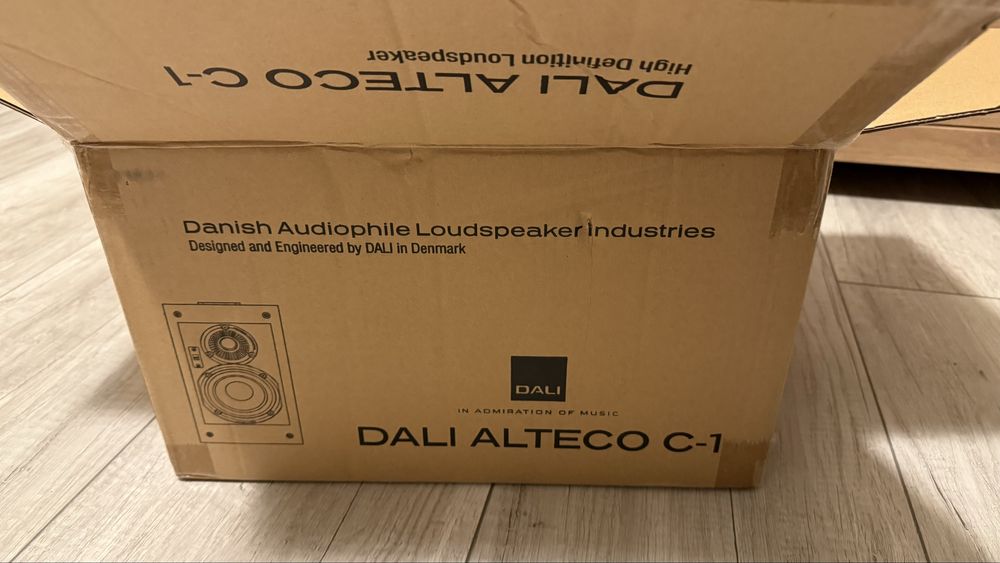 High Definition Loudspeaker
DALI ALTECO C-1
Danish Audiophile Loudspeaker Industries
Designed and Engineered by DALI in Denmark
DALI
IN ADMIRATION OF MUSIC
DALI ALTECO C-1